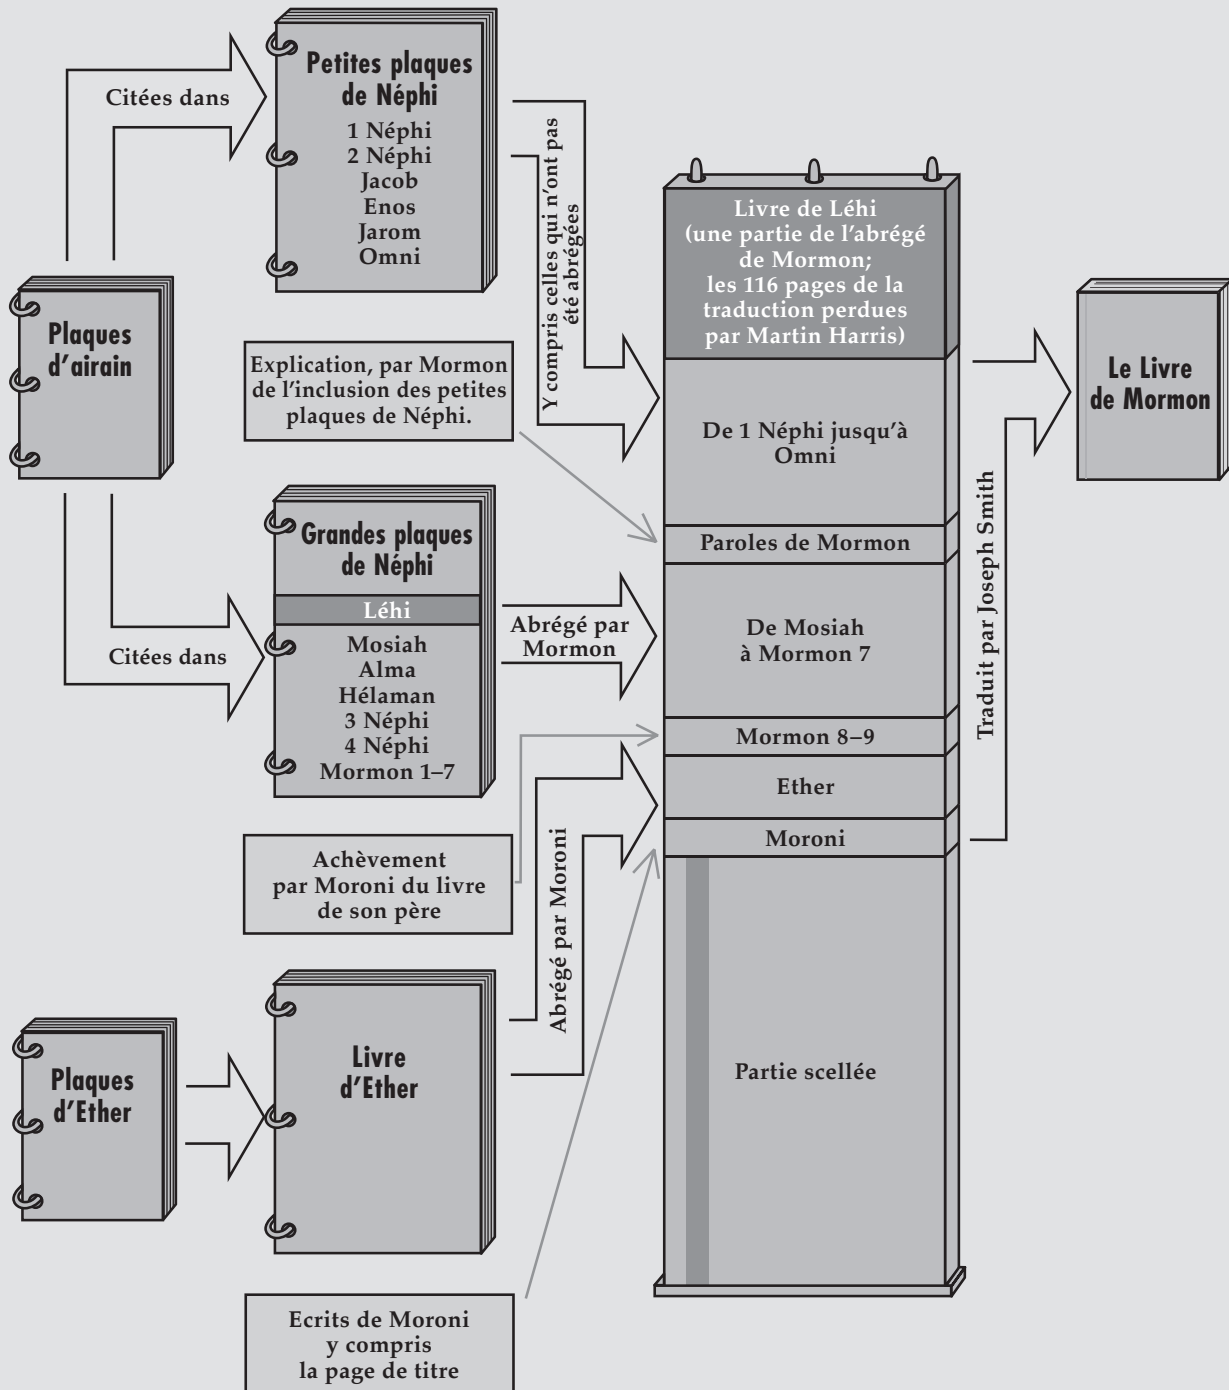 Citées dans
Petites plaques
de Néphi
1 Néphi
2 Néphi
Jacob
Enos
Jarom
Omni
Y compris celles qui n'ont pas
été abrégées
Plaques
d'airain
Explication, par Mormon
de l'inclusion des petites
plaques de Néphi.
Citées dans
Grandes plaques
de Néphi
Léhi
Mosiah
Alma
Hélaman
3 Néphi
4 Néphi
Mormon 1–7
Abrégé par
Mormon
Achèvement
par Moroni du livre
de son père
Plaques
d'Ether
Livre
d'Ether
Abrégé par Moroni
Ecrits de Moroni
y compris
la page de titre
Livre de Léhi
(une partie de l'abrégé
de Mormon;
les 116 pages de la
traduction perdues
par Martin Harris)
De 1 Néphi jusqu'à
Omni
Paroles de Mormon
De Mosiah
à Mormon 7
Mormon 8–9
Ether
Moroni
Partie scellée
Traduit par Joseph Smith
Le Livre
de Mormon